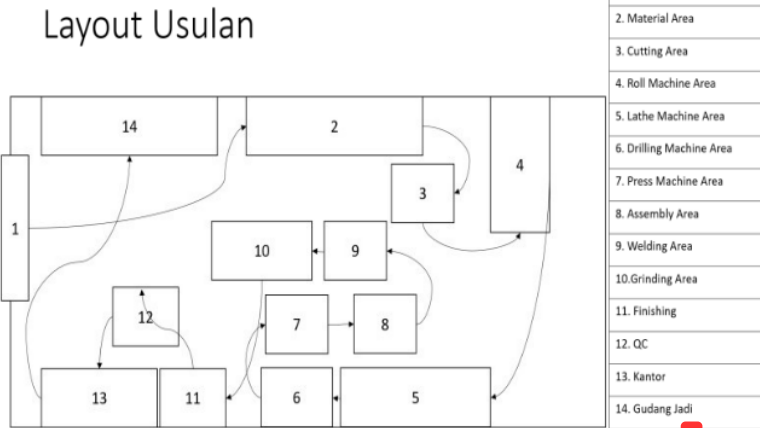 Layout Usulan
2. Material Area
3. Cutting Area
4. Roll Machine Area
5. Lathe Machine Area
6. Drilling Machine Area
7. Press Machine Area
8. Assembly Area
9. Welding Area
10.Grinding Area
11. Finishing
12. QC
13. Kantor
14. Gudang Jadi
14
2
4
3
1
10
9
12
7
8
13
11
6
5